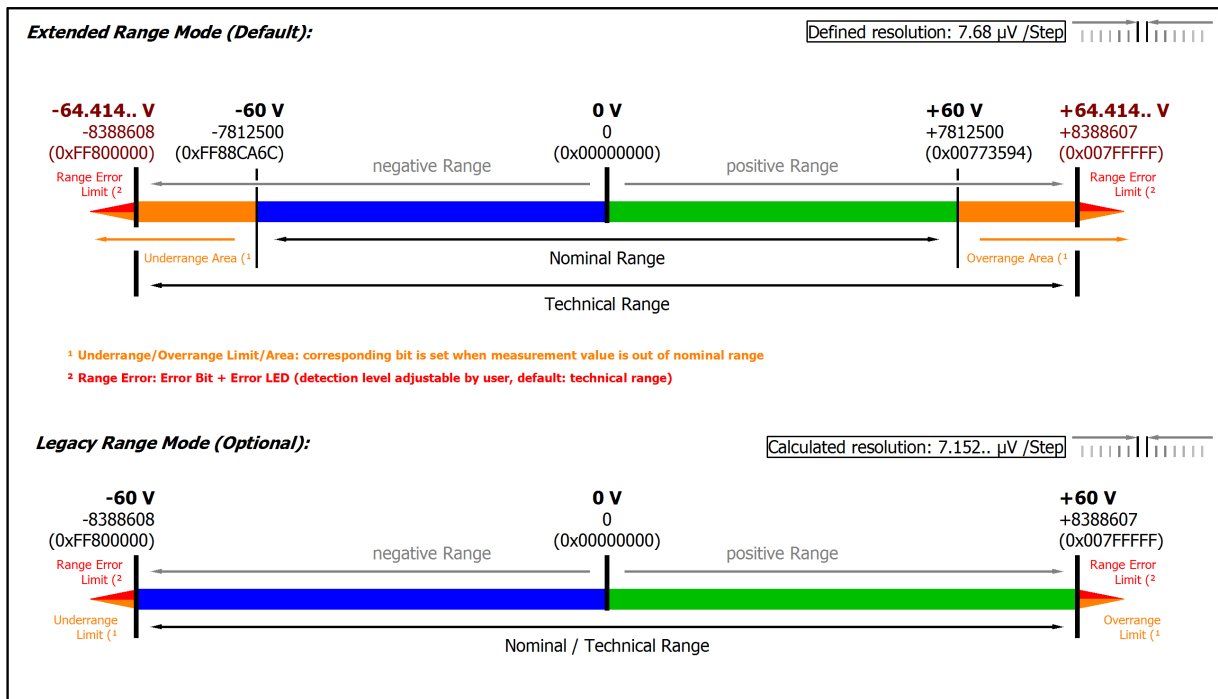 Extended Range Mode (Default):
Defined resolution: 7.68 µV /Step
-64.414.. V
-60 V
0 V
+60 V
+64.414.. V
-8388608
-7812500
0
+7812500
+8388607
(0xFF800000)
(0xFF88CA6C)
(0x00000000)
(0x00773594)
(0x007FFFFF)
negative Range
positive Range
Range Error
Limit (²
Range Error
Limit (²
Underrange Area (¹
Nominal Range
Overrange Area (¹
Technical Range
¹ Underrange/Overrange Limit/Area: corresponding bit is set when measurement value is out of nominal range
² Range Error: Error Bit + Error LED (detection level adjustable by user, default: technical range)
Legacy Range Mode (Optional):
Calculated resolution: 7.152.. µV /Step
-60 V
0 V
+60 V
-8388608
0
+8388607
(0xFF800000)
(0x00000000)
(0x007FFFFF)
negative Range
positive Range
Range Error
Limit (²
Range Error
Limit (²
Underrange
Limit (¹
Overrange
Limit (¹
Nominal / Technical Range